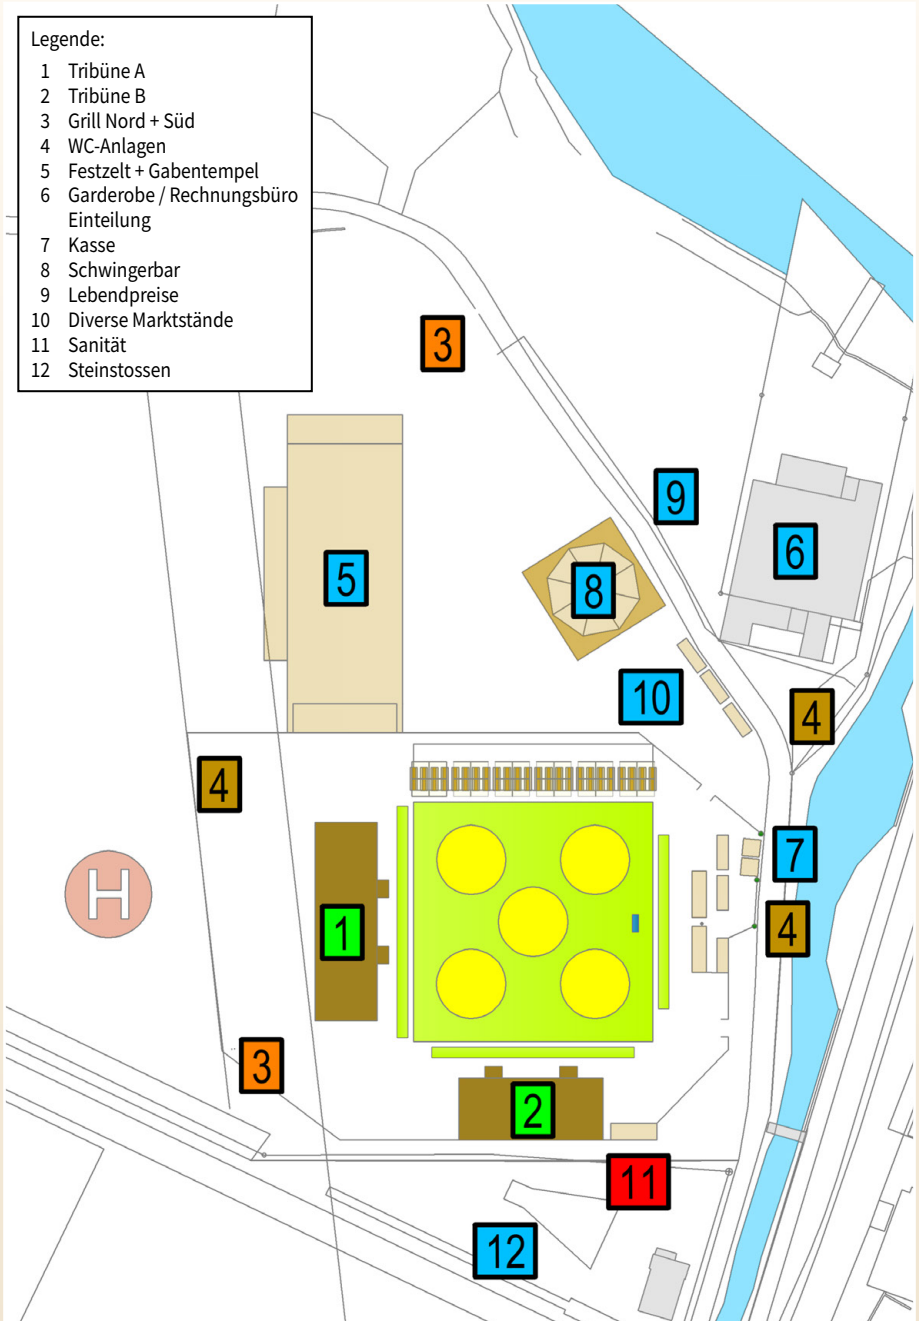 Legende:
1 Tribüne A
2 Tribüne B
3 Grill Nord + Süd
4 WC-Anlagen
5 Festzelt + Gabentempel
6 Garderobe / Rechnungsbüro
Einteilung
7 Kasse
8 Schwingerbar
9 Lebendpreise
10 Diverse Marktstände
11 Sanität
12 Steinstossen
3
9
6
5
8
10
4
4
7
1
4
H
3
2
11
12